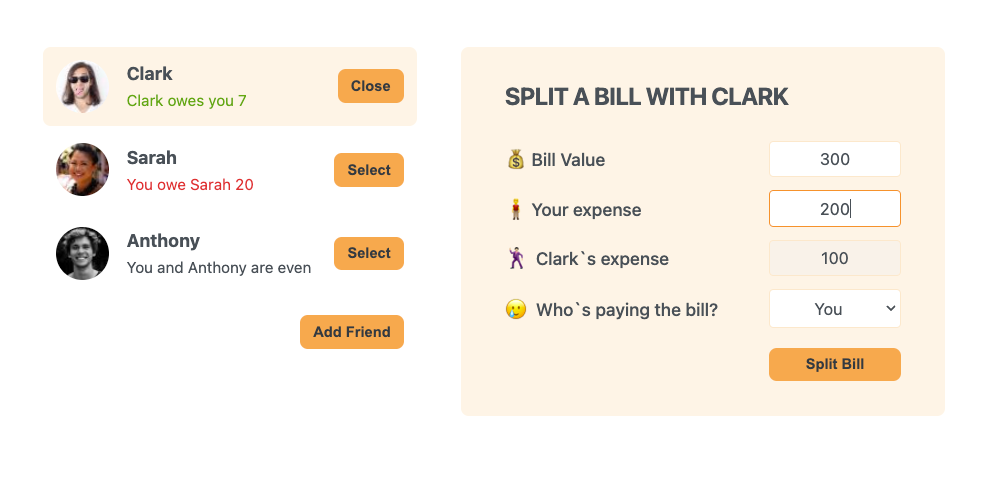 Clark
Clark owes you 7
Close
Sarah
You owe Sarah 20
Select
Anthony
You and Anthony are even
Select
Add Friend
SPLIT A BILL WITH CLARK
💰 Bill Value 300
🧍 Your expense 200
🕺 Clark`s expense 100
🥲 Who`s paying the bill? You
Split Bill